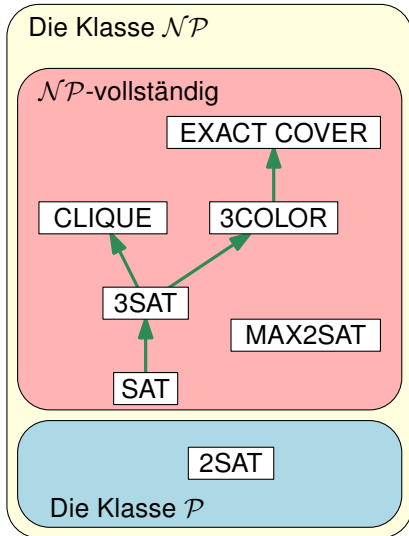 Die Klasse 𝒩𝒫
𝒩𝒫-vollständig
EXACT COVER
CLIQUE
3COLOR
3SAT
MAX2SAT
SAT
2SAT
Die Klasse 𝒫